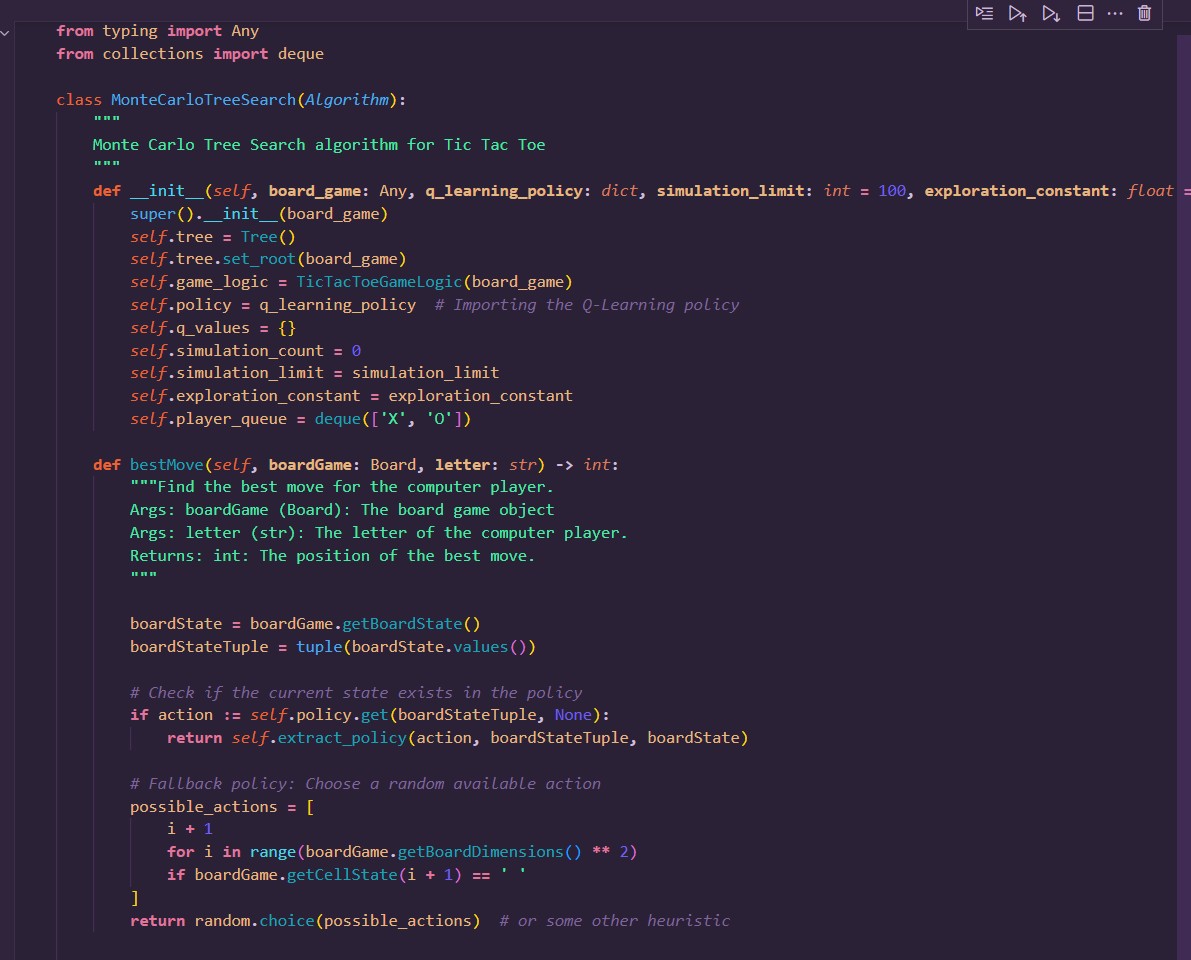 from typing import Any
from collections import deque
class MonteCarloTreeSearch(Algorithm):
"""
Monte Carlo Tree Search algorithm for Tic Tac Toe
"""
def __init__(self, board_game: Any, q_learning_policy: dict, simulation_limit: int = 100, exploration_constant: float =
super().__init__(board_game)
self.tree = Tree()
self.tree.set_root(board_game)
self.game_logic = TicTacToeGameLogic(board_game)
self.policy = q_learning_policy  # Importing the Q-Learning policy
self.q_values = {}
self.simulation_count = 0
self.simulation_limit = simulation_limit
self.exploration_constant = exploration_constant
self.player_queue = deque(['X', 'O'])
def bestMove(self, boardGame: Board, letter: str) -> int:
"""Find the best move for the computer player.
Args: boardGame (Board): The board game object
Args: letter (str): The letter of the computer player.
Returns: int: The position of the best move.
"""
boardState = boardGame.getBoardState()
boardStateTuple = tuple(boardState.values())
# Check if the current state exists in the policy
if action := self.policy.get(boardStateTuple, None):
return self.extract_policy(action, boardStateTuple, boardState)
# Fallback policy: Choose a random available action
possible_actions = [
i + 1
for i in range(boardGame.getBoardDimensions() ** 2)
if boardGame.getCellState(i + 1) == ' '
]
return random.choice(possible_actions)  # or some other heuristic